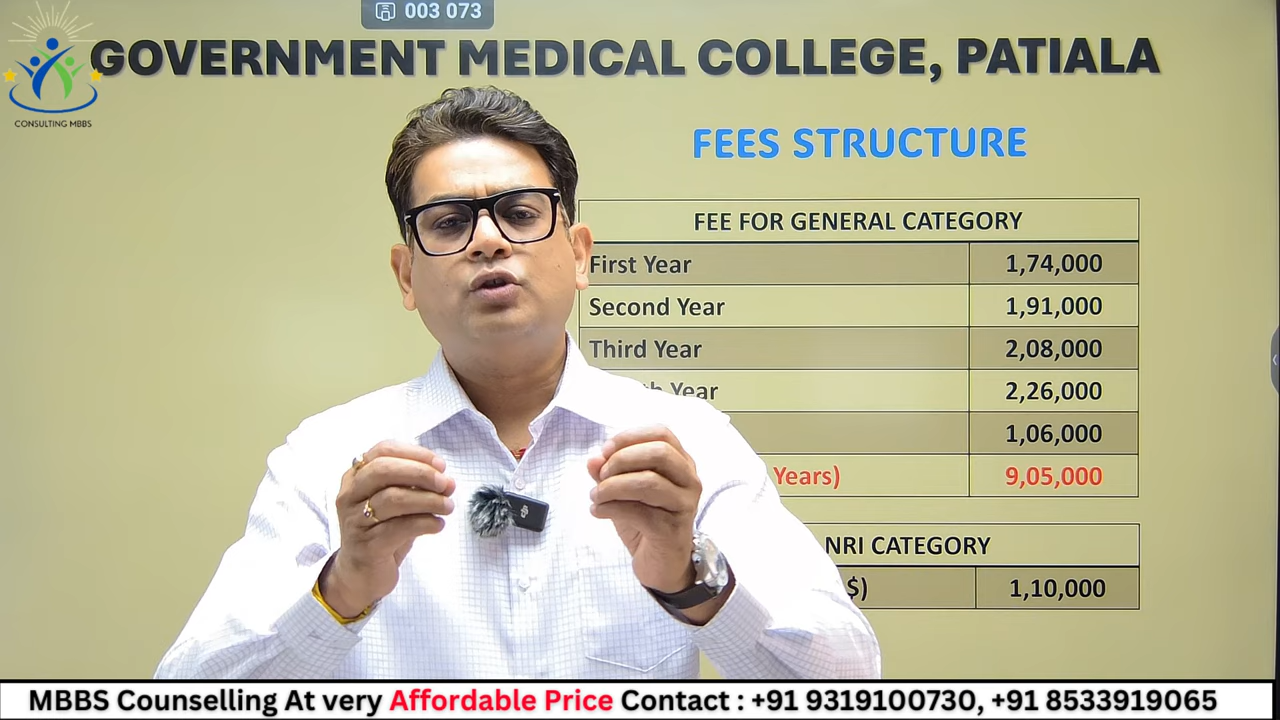 003 073
GOVERNMENT MEDICAL COLLEGE, PATIALA
CONSULTING MBBS
FEES STRUCTURE
FEE FOR GENERAL CATEGORY
First Year 1,74,000
Second Year 1,91,000
Third Year 2,08,000
Year 2,26,000
1,06,000
Years) 9,05,000
NRI CATEGORY
$) 1,10,000
MBBS Counselling At very Affordable Price Contact : +91 9319100730, +91 8533919065